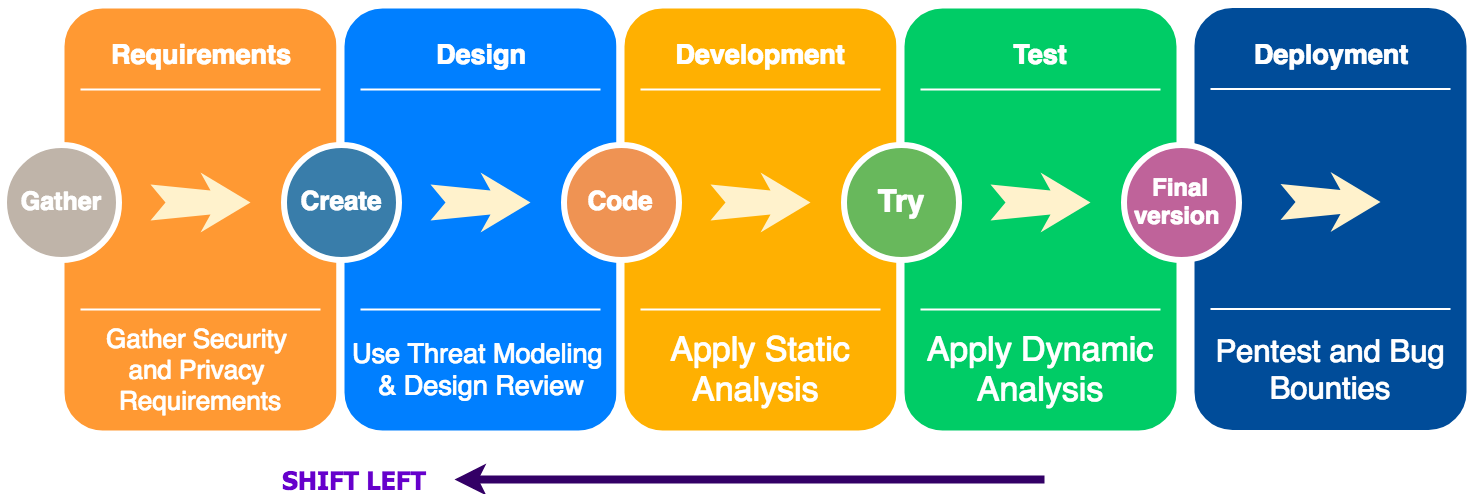 Requirements
Design
Development
Test
Deployment
Gather
Create
Code
Try
Final
version
Gather Security
and Privacy
Requirements
Use Threat Modeling
& Design Review
Apply Static
Analysis
Apply Dynamic
Analysis
Pentest and Bug
Bounties
SHIFT LEFT